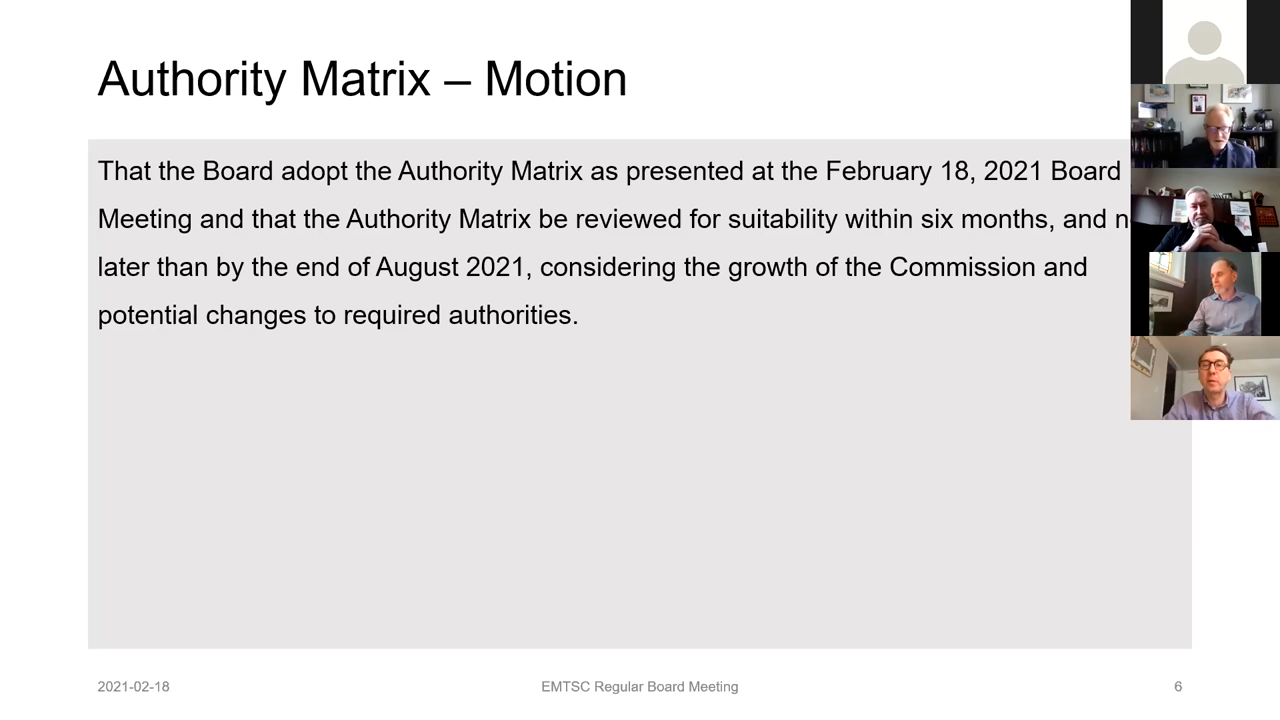 Authority Matrix – Motion
That the Board adopt the Authority Matrix as presented at the February 18, 2021 Board
Meeting and that the Authority Matrix be reviewed for suitability within six months, and
later than by the end of August 2021, considering the growth of the Commission and
potential changes to required authorities.
2021-02-18
EMTSC Regular Board Meeting
6